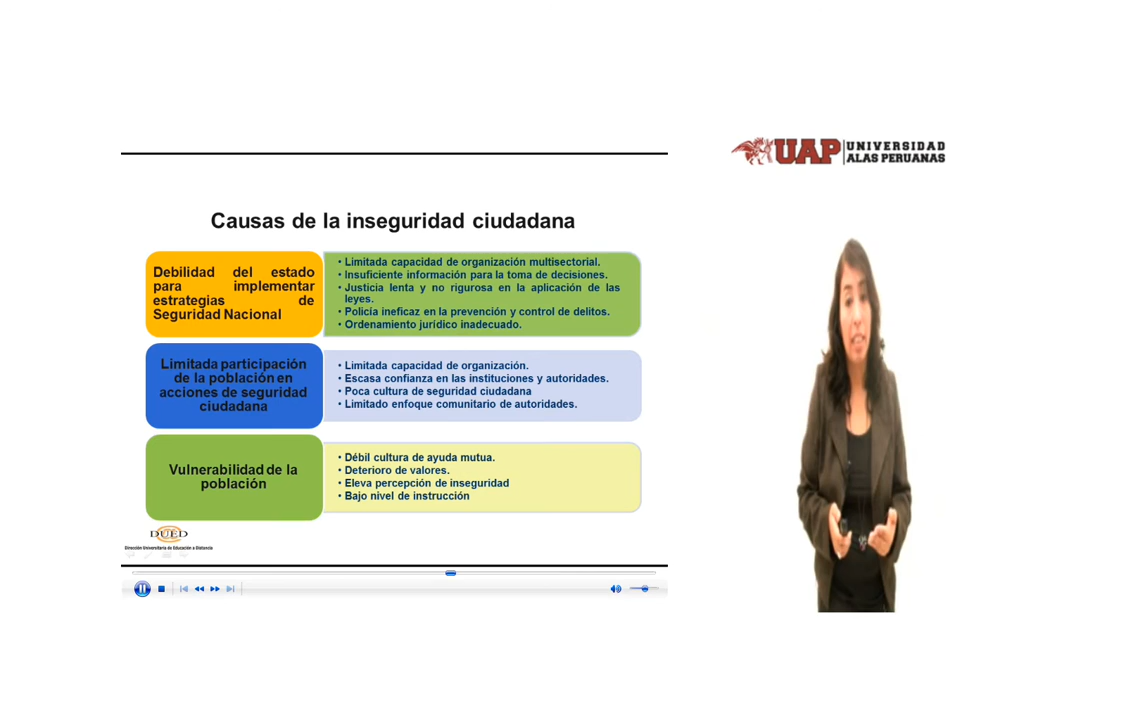 UAP UNIVERSIDAD
ALAS PERUANAS
Causas de la inseguridad ciudadana
Debilidad del estado
para implementar
estrategias de
Seguridad Nacional
• Limitada capacidad de organización multisectorial.
• Insuficiente información para la toma de decisiones.
• Justicia lenta y no rigurosa en la aplicación de las
leyes.
• Policía ineficaz en la prevención y control de delitos.
• Ordenamiento jurídico inadecuado.
Limitada participación
de la población en
acciones de seguridad
ciudadana
• Limitada capacidad de organización.
• Escasa confianza en las instituciones y autoridades.
• Poca cultura de seguridad ciudadana
• Limitado enfoque comunitario de autoridades.
Vulnerabilidad de la
población
• Débil cultura de ayuda mutua.
• Deterioro de valores.
• Eleva percepción de inseguridad
• Bajo nivel de instrucción
DUED
Dirección Universitaria de Educación a Distancia